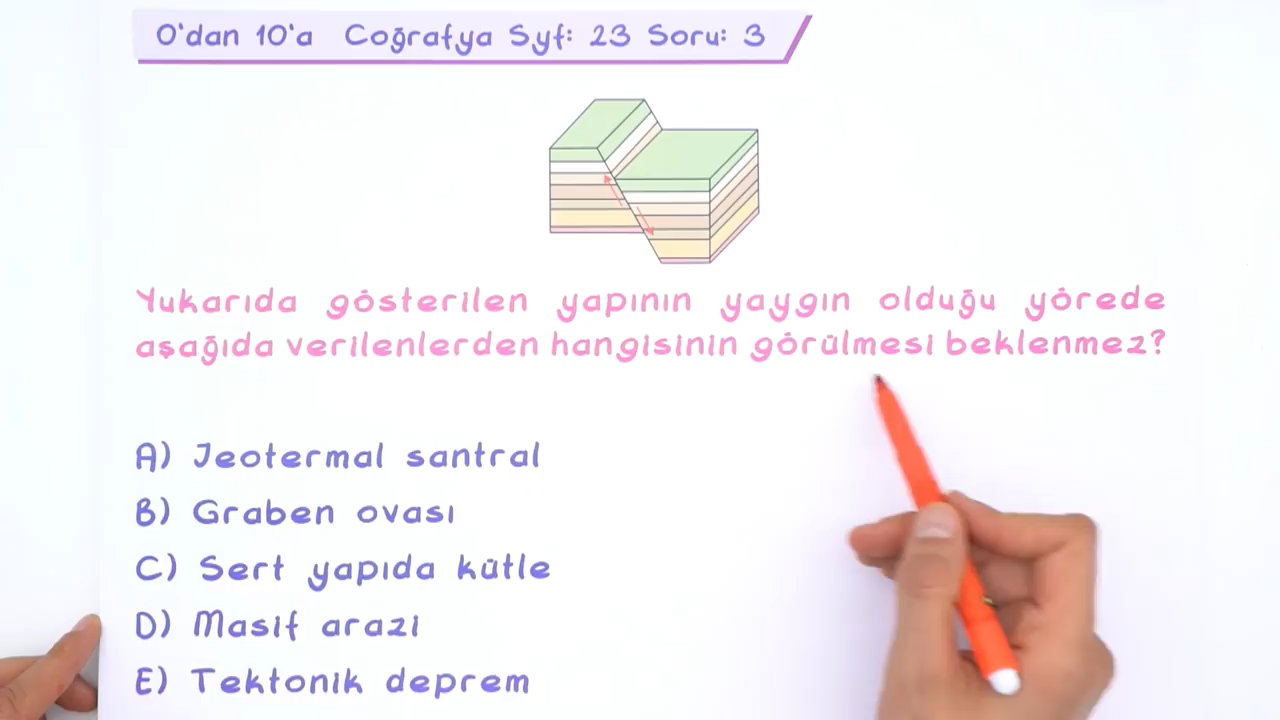 0'dan 10'a Coğrafya Syf: 23 Soru: 3
Yukarıda gösterilen yapının yaygın olduğu yörede
aşağıda verilenlerden hangisinin görülmesi beklenmez?
A) Jeotermal santral
B) Graben ovası
C) Sert yapıda kütle
D) Masif arazi
E) Tektonik deprem